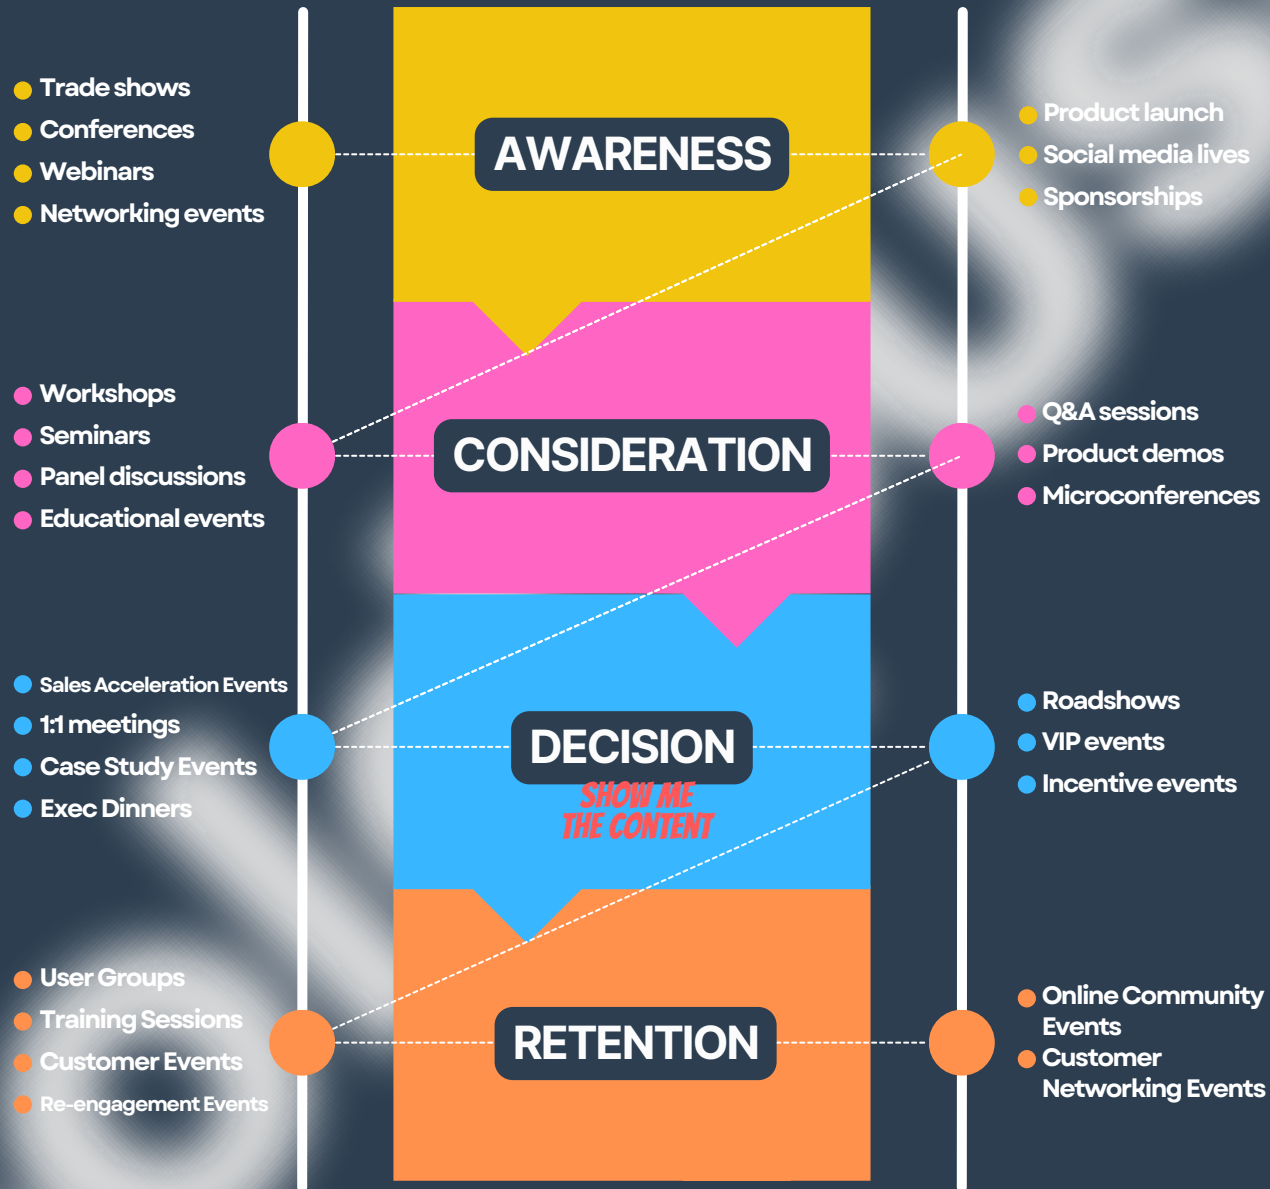 AWARENESS
Trade shows
Conferences
Webinars
Networking events
Product launch
Social media lives
Sponsorships
CONSIDERATION
Workshops
Seminars
Panel discussions
Educational events
Q&A sessions
Product demos
Microconferences
DECISION
SHOW ME
THE CONTENT
Sales Acceleration Events
1:1 meetings
Case Study Events
Exec Dinners
Roadshows
VIP events
Incentive events
RETENTION
User Groups
Training Sessions
Customer Events
Re-engagement Events
Online Community
Events
Customer
Networking Events